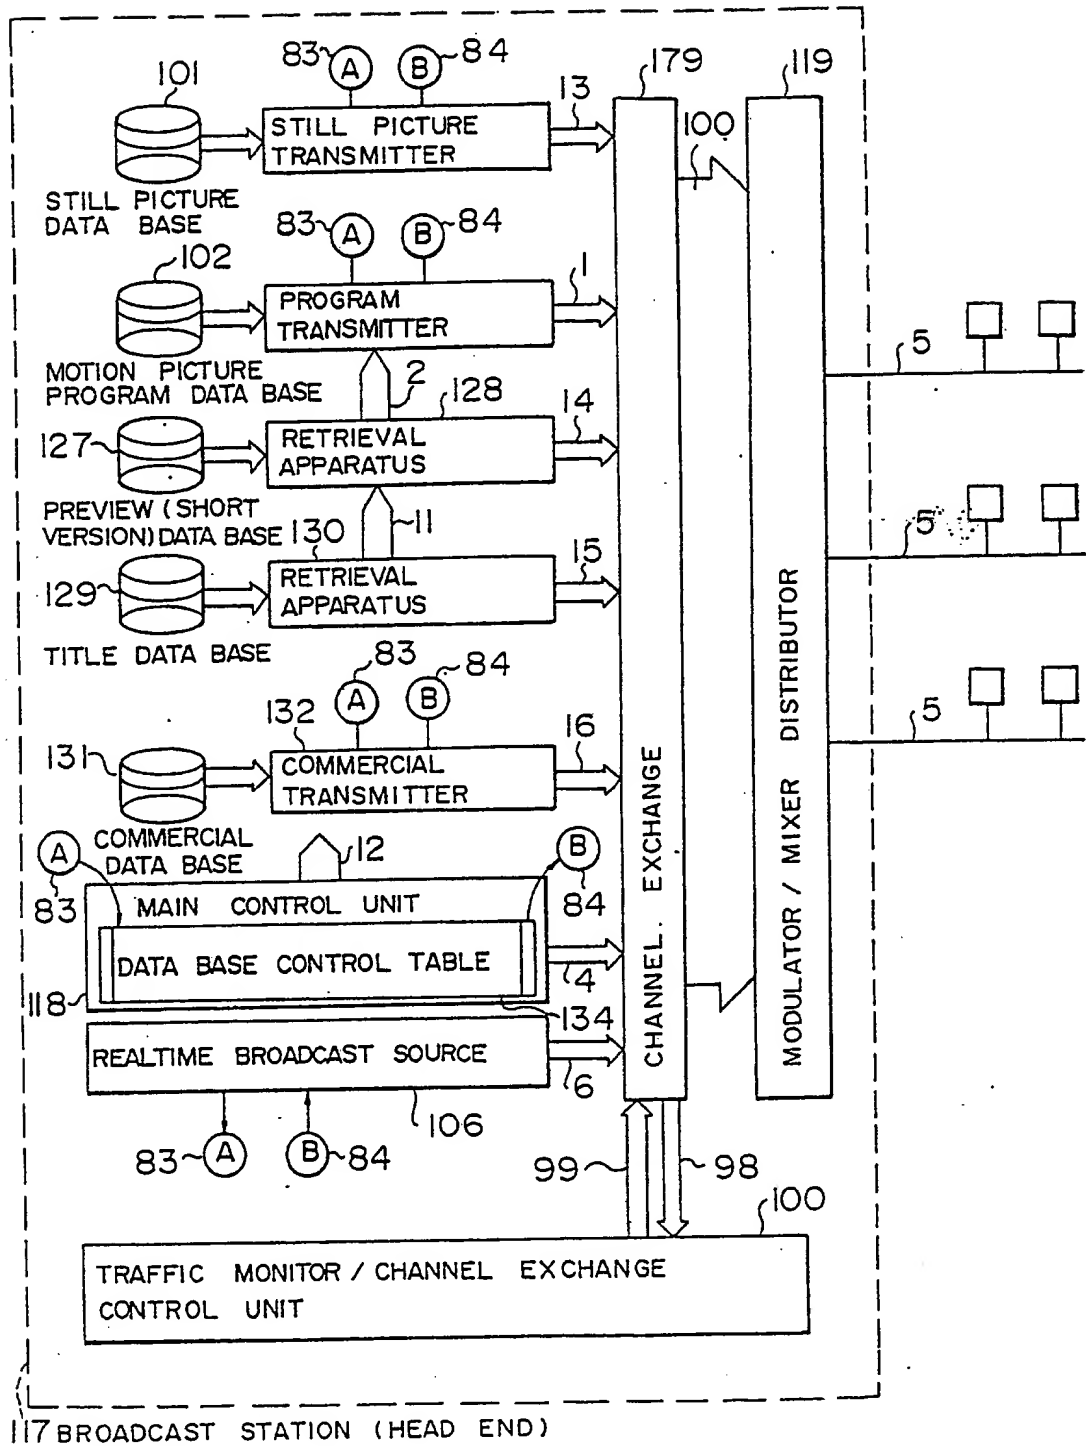 83 A B 84
179
119
101
13
STILL PICTURE
TRANSMITTER
100
STILL PICTURE
DATA BASE
83 A B 84
102
1
PROGRAM
TRANSMITTER
MOTION PICTURE
PROGRAM DATA BASE
2
128
5
127
RETRIEVAL
APPARATUS
14
PREVIEW (SHORT
VERSION) DATA BASE
11
130
5
129
RETRIEVAL
APPARATUS
15
TITLE DATA BASE
83 A B 84
132
16
5
131
COMMERCIAL
TRANSMITTER
COMMERCIAL
DATA BASE
A
83
12
B
84
MAIN CONTROL UNIT
DATA BASE CONTROL TABLE
118
4
134
REALTIME BROADCAST SOURCE
6
106
83 A B 84
CHANNEL. EXCHANGE
MODULATOR / MIXER DISTRIBUTOR
99
98
100
TRAFFIC MONITOR / CHANNEL EXCHANGE
CONTROL UNIT
117 BROADCAST STATION (HEAD END)